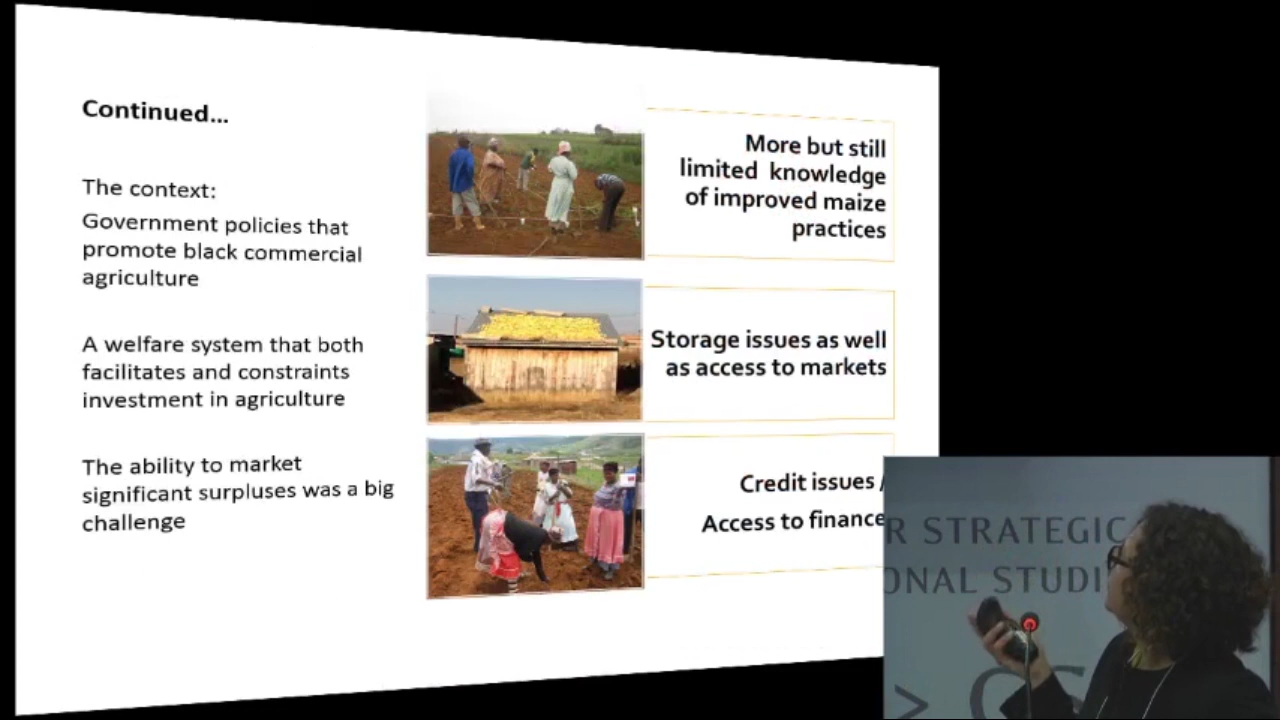 Continued...
The context:
Government policies that
promote black commercial
agriculture
A welfare system that both
facilitates and constraints
investment in agriculture
The ability to market
significant surpluses was a big
challenge
More but still
limited knowledge
of improved maize
practices
Storage issues as well
as access to markets
Credit issues /
Access to finance
R STRATEGIC
ONAL STUDI